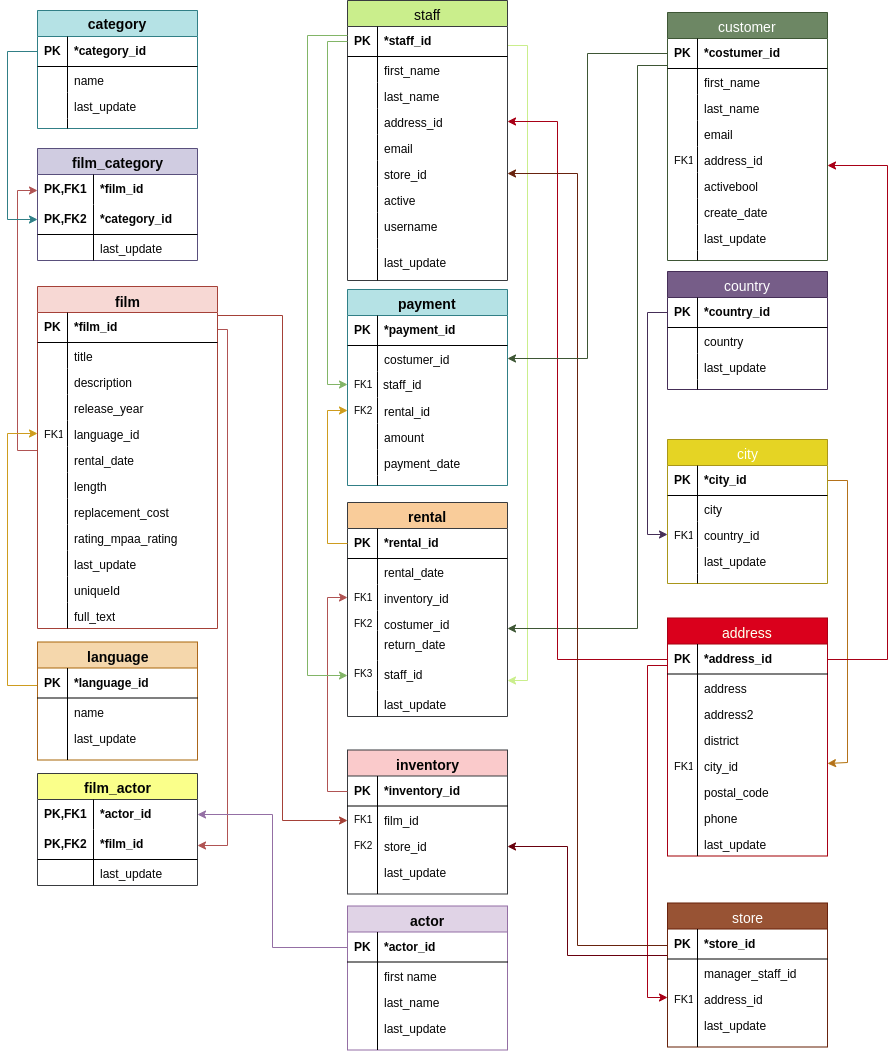 category
PK *category_id
name
last_update
film_category
PK,FK1 *film_id
PK,FK2 *category_id
last_update
film
PK *film_id
title
description
release_year
FK1 language_id
rental_date
length
replacement_cost
rating_mpaa_rating
last_update
uniqueId
full_text
language
PK *language_id
name
last_update
film_actor
PK,FK1 *actor_id
PK,FK2 *film_id
last_update
staff
PK *staff_id
first_name
last_name
address_id
email
store_id
active
username
last_update
payment
PK *payment_id
costumer_id
FK1 staff_id
FK2 rental_id
amount
payment_date
rental
PK *rental_id
rental_date
FK1 inventory_id
FK2 costumer_id
return_date
FK3 staff_id
last_update
inventory
PK *inventory_id
FK1 film_id
FK2 store_id
last_update
actor
PK *actor_id
first name
last_name
last_update
customer
PK *costumer_id
first_name
last_name
email
FK1 address_id
activebool
create_date
last_update
country
PK *country_id
country
last_update
city
PK *city_id
city
FK1 country_id
last_update
address
PK *address_id
address
address2
district
FK1 city_id
postal_code
phone
last_update
store
PK *store_id
manager_staff_id
FK1 address_id
last_update